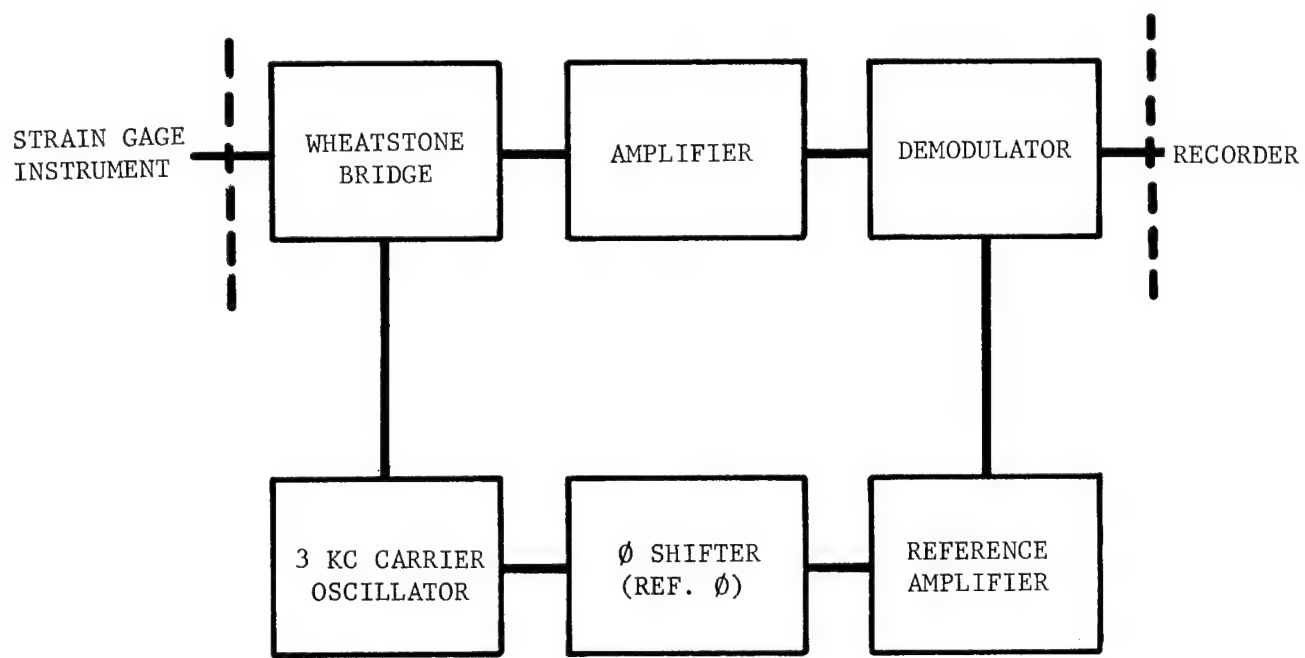 STRAIN GAGE
INSTRUMENT
WHEATSTONE
BRIDGE
AMPLIFIER
DEMODULATOR
RECORDER
3 KC CARRIER
OSCILLATOR
Ø SHIFTER
(REF. Ø)
REFERENCE
AMPLIFIER